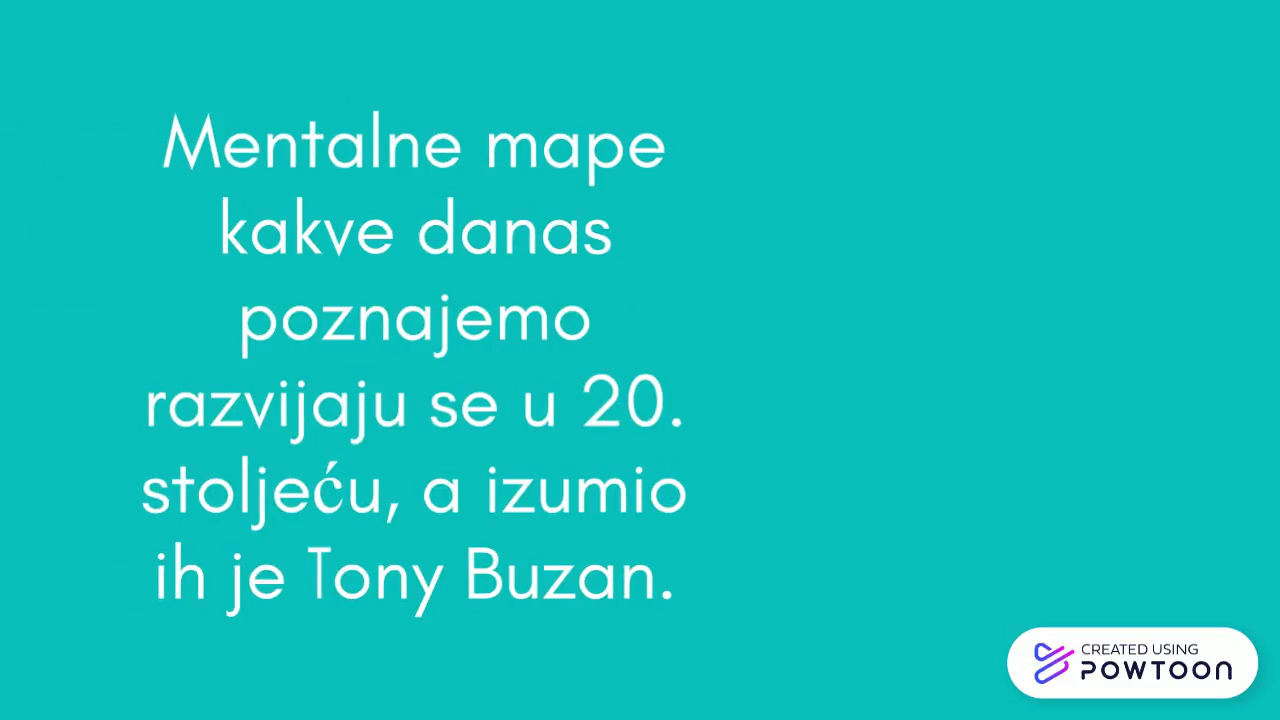 Mentalne mape
kakve danas
poznajemo
razvijaju se u 20.
stoljeću, a izumio
ih je Tony Buzan.
CREATED USING
POWTOON